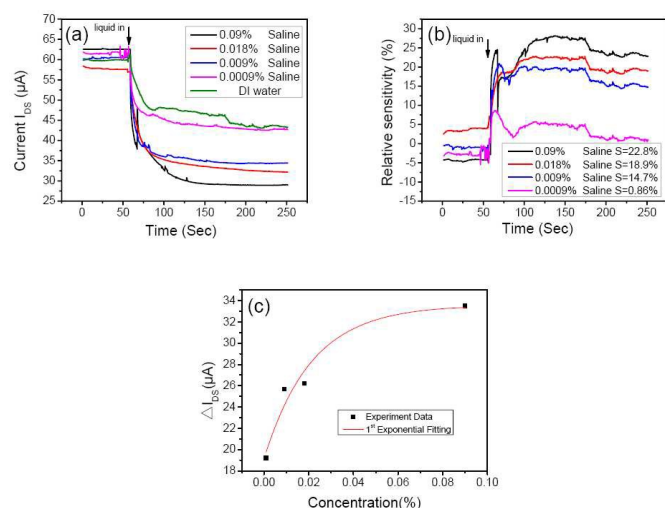 (a)
liquid in
0.09% Saline
0.018% Saline
0.009% Saline
0.0009% Saline
DI water
Current I_DS (μA)
70
65
60
55
50
45
40
35
30
25
0 50 100 150 200 250
Time (Sec)
(b)
liquid in
Relative sensitivity (%)
30
25
20
15
10
5
0
-5
-10
-15
0 50 100 150 200 250
Time (Sec)
0.09% Saline S=22.8%
0.018% Saline S=18.9%
0.009% Saline S=14.7%
0.0009% Saline S=0.86%
(c)
△I_DS(μA)
34
32
30
28
26
24
22
20
18
Experiment Data
1st Exponential Fitting
0.00 0.02 0.04 0.06 0.08 0.10
Concentration(%)